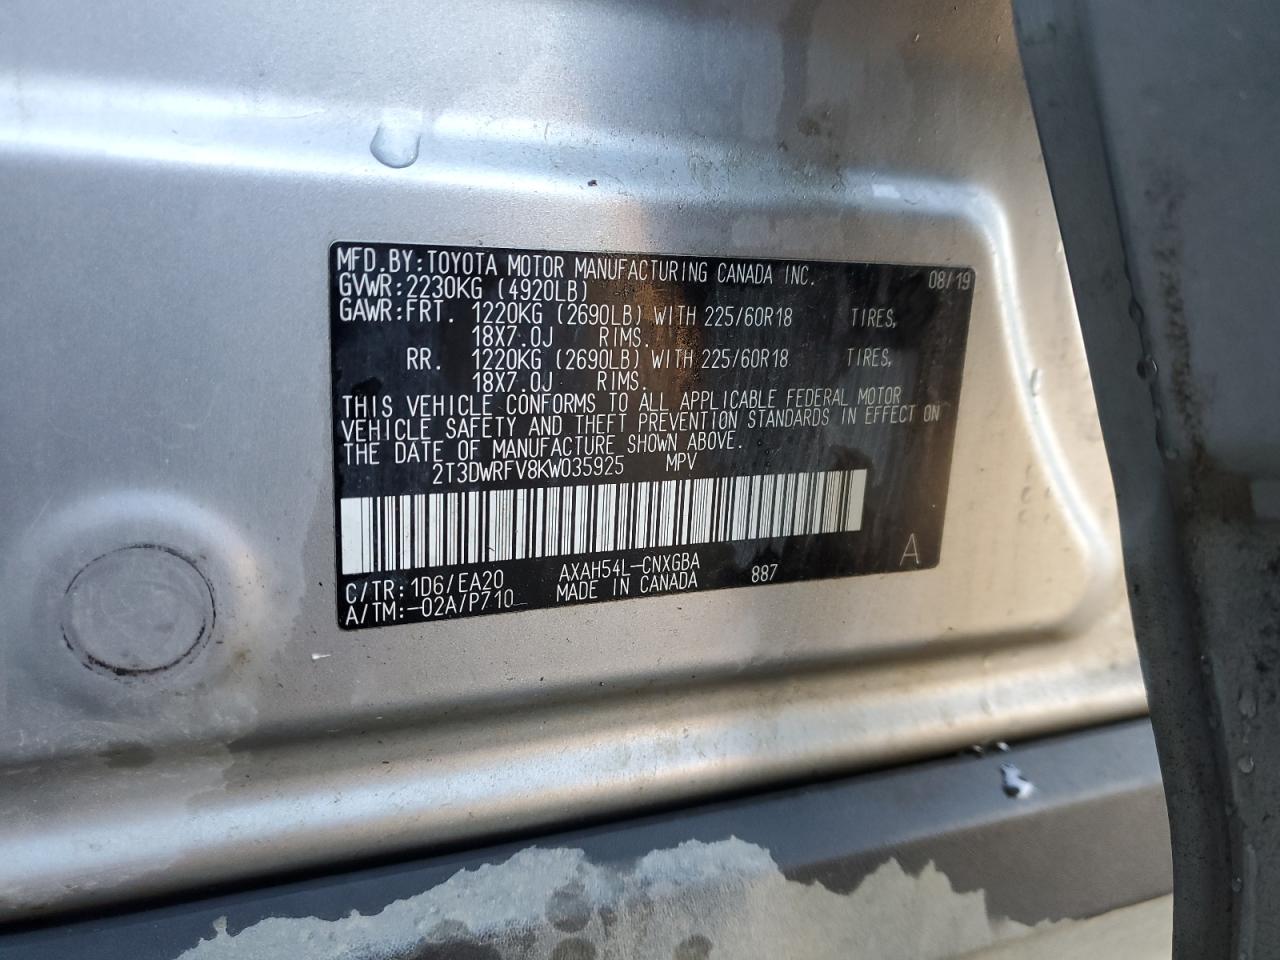 MFD.BY:TOYOTA MOTOR MANUFACTURING CANADA INC. 08/19
GVWR:2230KG (4920LB)
GAWR:FRT. 1220KG (2690LB) WITH 225/60R18 TIRES,
18X7.0J RIMS.
RR. 1220KG (2690LB) WITH 225/60R18 TIRES,
18X7.0J RIMS.
THIS VEHICLE CONFORMS TO ALL APPLICABLE FEDERAL MOTOR
VEHICLE SAFETY AND THEFT PREVENTION STANDARDS IN EFFECT ON
THE DATE OF MANUFACTURE SHOWN ABOVE.
2T3DWRFV8KW035925 MPV
C/TR:1D6/EA20 AXAH54L-CNXGBA 887 A
A/TM:-02A/P710 MADE IN CANADA